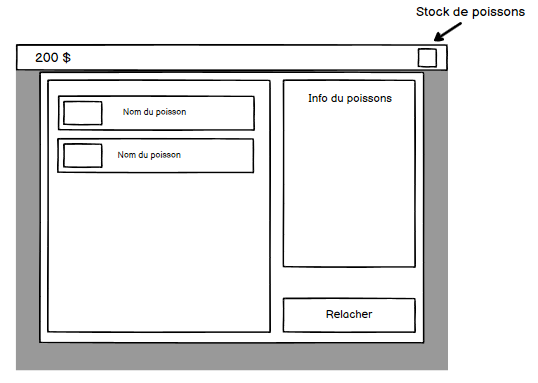 Stock de poissons
200 $
Nom du poisson
Info du poissons
Nom du poisson
Relacher